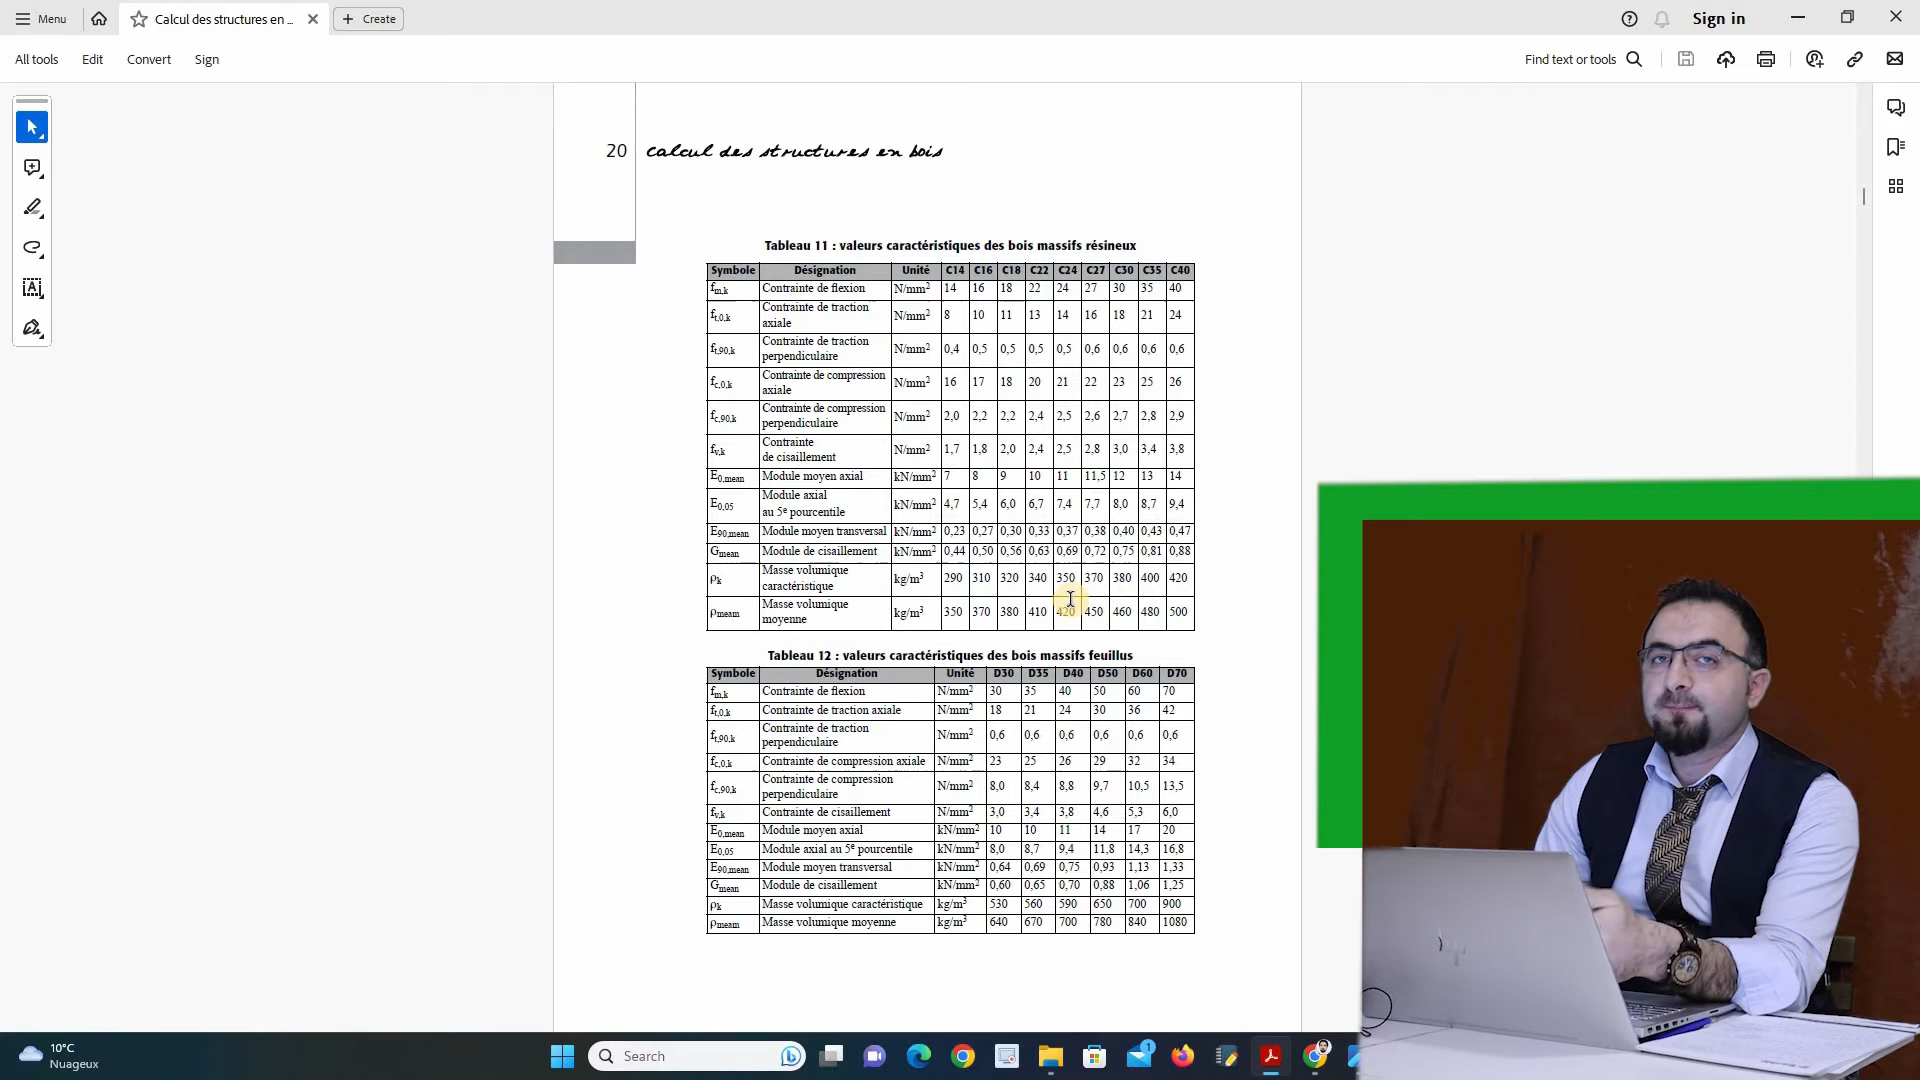 Menu
Calcul des structures en ...
Create
Sign in
All tools Edit Convert Sign
Find text or tools
20 calcul des structures en bois
Tableau 11 : valeurs caractéristiques des bois massifs résineux
Symbole Désignation Unité C14 C16 C18 C22 C24 C27 C30 C35 C40
fm,k Contrainte de flexion N/mm² 14 16 18 22 24 27 30 35 40
ft,0,k Contrainte de traction axiale N/mm² 8 10 11 13 14 16 18 21 24
ft,90,k Contrainte de traction perpendiculaire N/mm² 0,4 0,5 0,5 0,5 0,5 0,6 0,6 0,6 0,6
fc,0,k Contrainte de compression axiale N/mm² 16 17 18 20 21 22 23 25 26
fc,90,k Contrainte de compression perpendiculaire N/mm² 2,0 2,2 2,2 2,4 2,5 2,6 2,7 2,8 2,9
fv,k Contrainte de cisaillement N/mm² 1,7 1,8 2,0 2,4 2,5 2,8 3,0 3,4 3,8
E0,mean Module moyen axial kN/mm² 7 8 9 10 11 11,5 12 13 14
E0,05 Module axial au 5e pourcentile kN/mm² 4,7 5,4 6,0 6,7 7,4 7,7 8,0 8,7 9,4
E90,mean Module moyen transversal kN/mm² 0,23 0,27 0,30 0,33 0,37 0,38 0,40 0,43 0,47
Gmean Module de cisaillement kN/mm² 0,44 0,50 0,56 0,63 0,69 0,72 0,75 0,81 0,88
ρk Masse volumique caractéristique kg/m³ 290 310 320 340 350 370 380 400 420
ρmeam Masse volumique moyenne kg/m³ 350 370 380 410 420 450 460 480 500
Tableau 12 : valeurs caractéristiques des bois massifs feuillus
Symbole Désignation Unité D30 D35 D40 D50 D60 D70
fm,k Contrainte de flexion N/mm² 30 35 40 50 60 70
ft,0,k Contrainte de traction axiale N/mm² 18 21 24 30 36 42
ft,90,k Contrainte de traction perpendiculaire N/mm² 0,6 0,6 0,6 0,6 0,6 0,6
fc,0,k Contrainte de compression axiale N/mm² 23 25 26 29 32 34
fc,90,k Contrainte de compression perpendiculaire N/mm² 8,0 8,4 8,8 9,7 10,5 13,5
fv,k Contrainte de cisaillement N/mm² 3,0 3,4 3,8 4,6 5,3 6,0
E0,mean Module moyen axial kN/mm² 10 10 11 14 17 20
E0,05 Module axial au 5e pourcentile kN/mm² 8,0 8,7 9,4 11,8 14,3 16,8
E90,mean Module moyen transversal kN/mm² 0,64 0,69 0,75 0,93 1,13 1,33
Gmean Module de cisaillement kN/mm² 0,60 0,65 0,70 0,88 1,06 1,25
ρk Masse volumique caractéristique kg/m³ 530 560 590 650 700 900
ρmeam Masse volumique moyenne kg/m³ 640 670 700 780 840 1080
10°C
Nuageux
Search
1